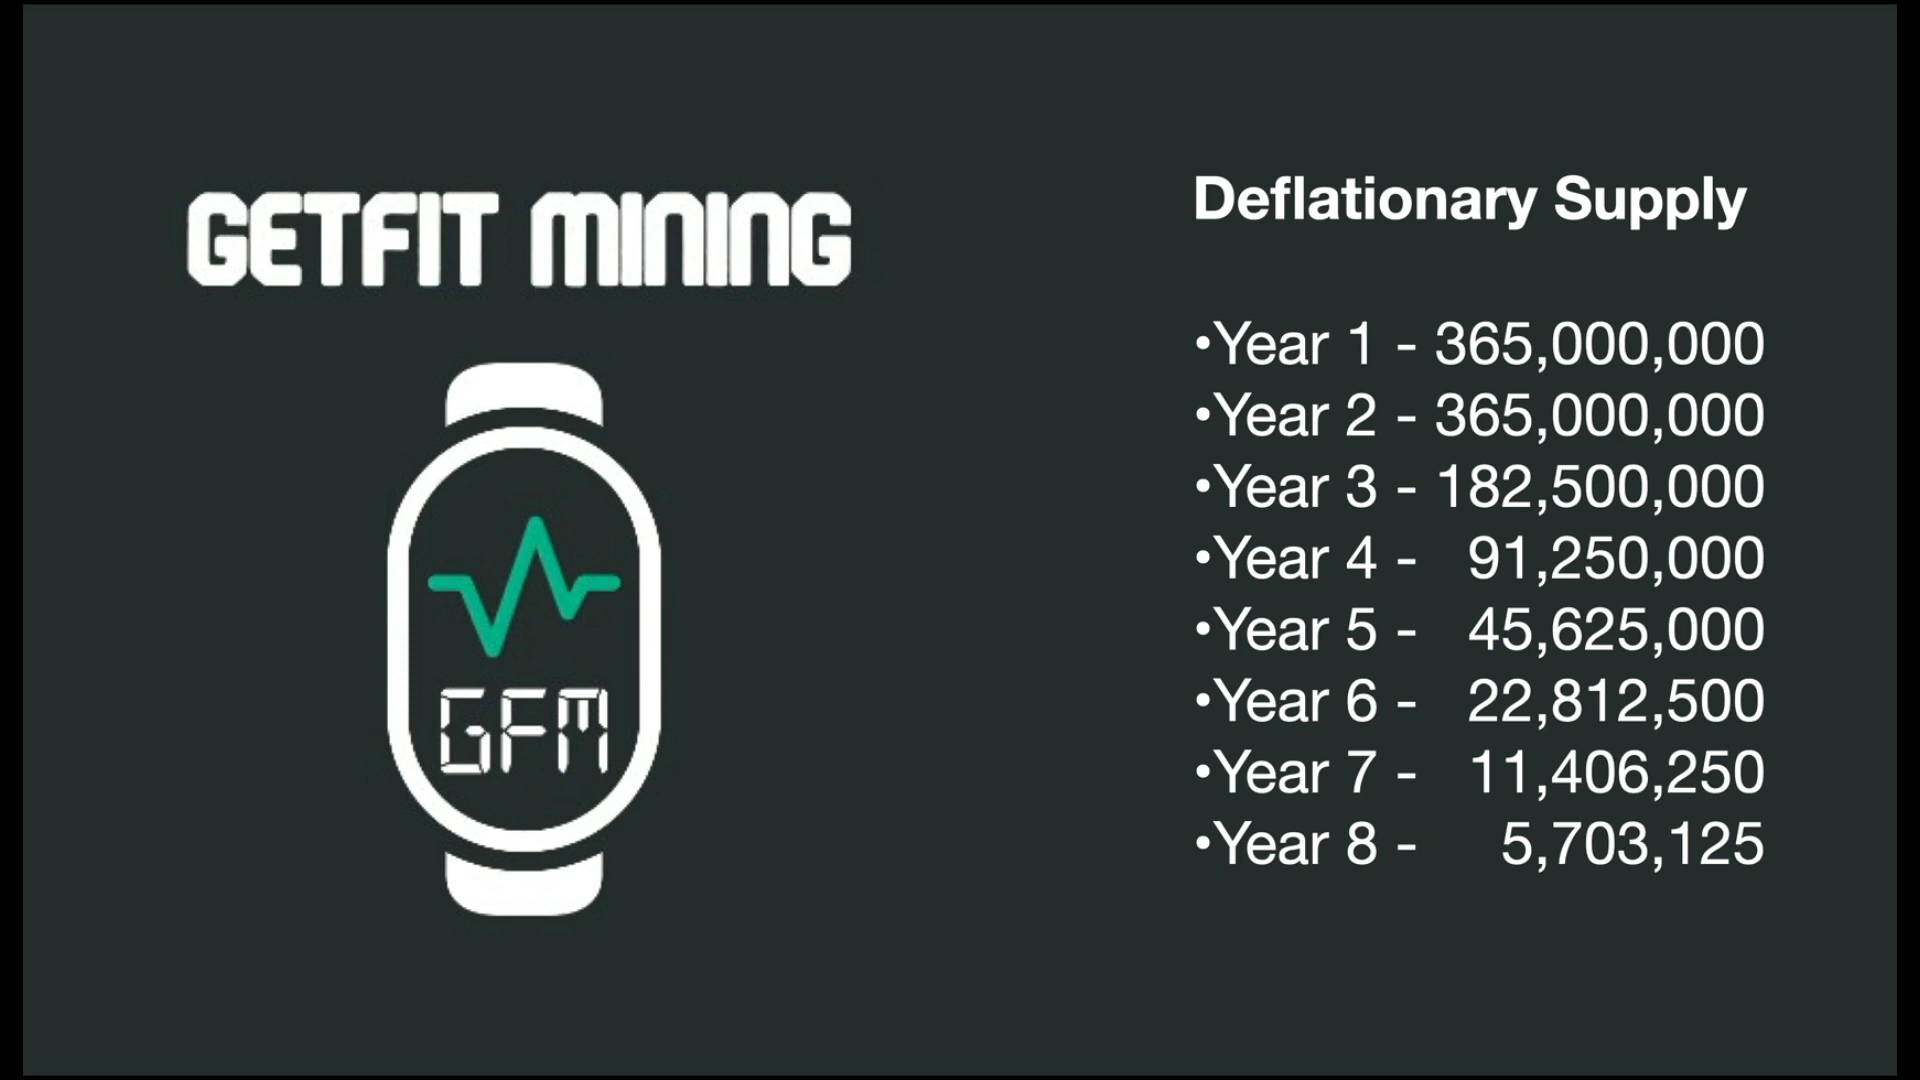 GETFIT MINING
GFM
Deflationary Supply
•Year 1 - 365,000,000
•Year 2 - 365,000,000
•Year 3 - 182,500,000
•Year 4 - 91,250,000
•Year 5 - 45,625,000
•Year 6 - 22,812,500
•Year 7 - 11,406,250
•Year 8 - 5,703,125